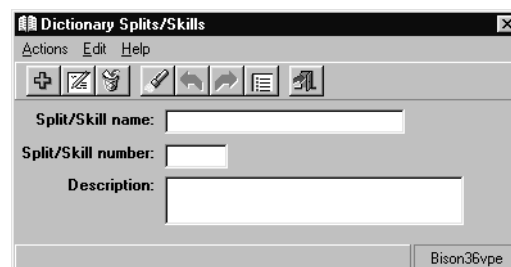 Dictionary Splits/Skills
Actions Edit Help
Split/Skill name:
Split/Skill number:
Description:
Bison36vpe